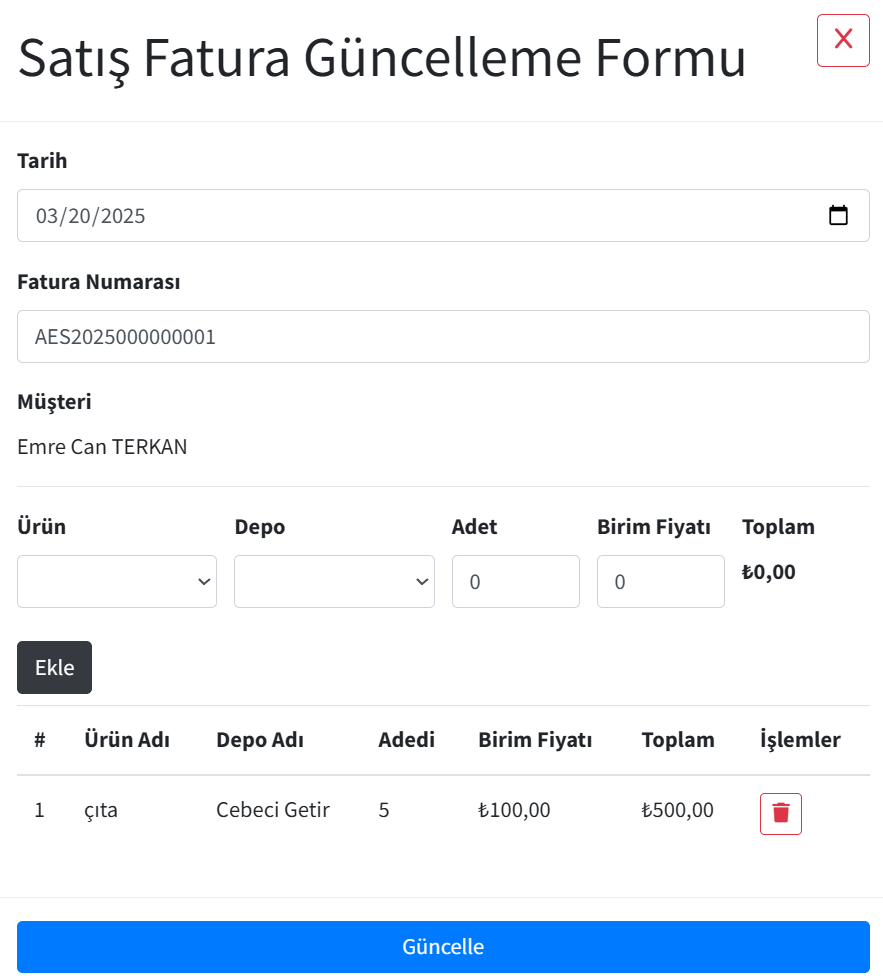 Satış Fatura Güncelleme Formu
Tarih
03/20/2025
Fatura Numarası
AES2025000000001
Müşteri
Emre Can TERKAN
Ürün Depo Adet Birim Fiyatı Toplam
0 0 ₺0,00
Ekle
# Ürün Adı Depo Adı Adedi Birim Fiyatı Toplam İşlemler
1 çıta Cebeci Getir 5 ₺100,00 ₺500,00
Güncelle